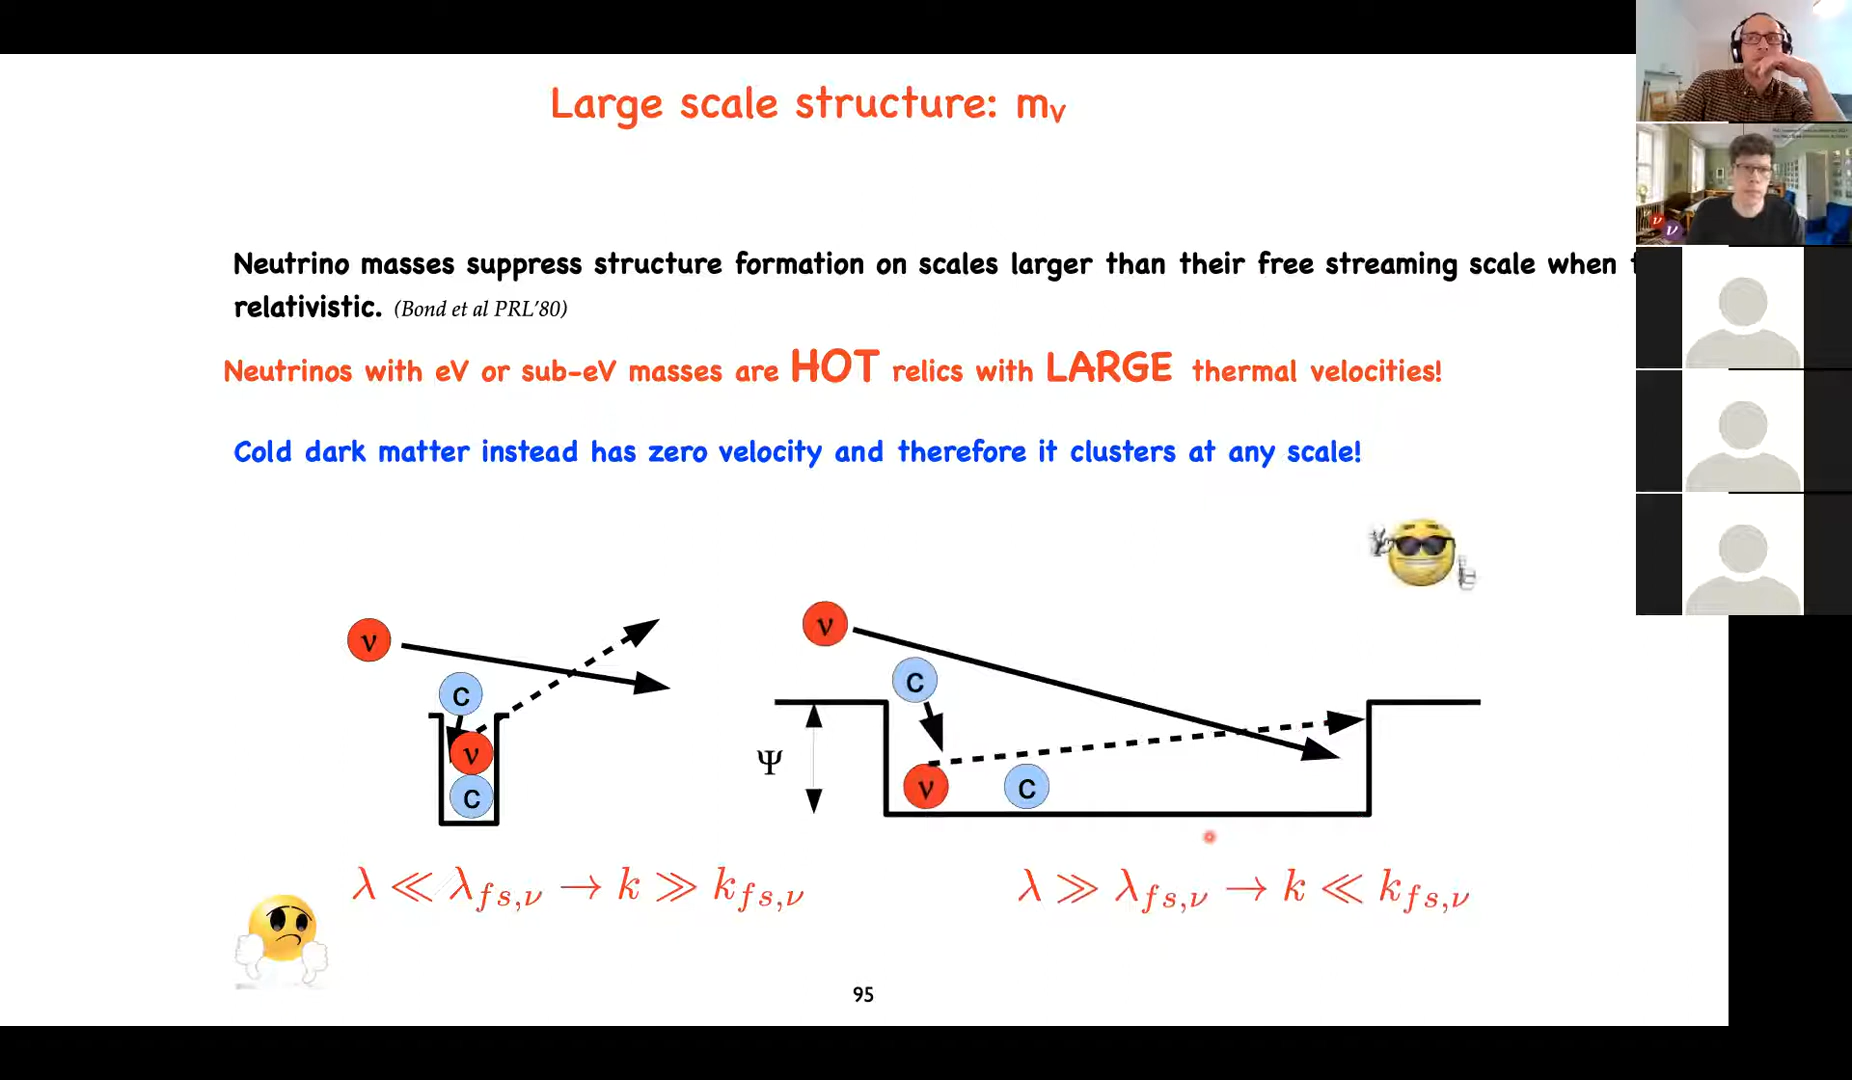 Large scale structure: mν
Neutrino masses suppress structure formation on scales larger than their free streaming scale when
relativistic. (Bond et al PRL'80)
Neutrinos with eV or sub-eV masses are HOT relics with LARGE thermal velocities!
Cold dark matter instead has zero velocity and therefore it clusters at any scale!
ν
ν
c
c
ν
c
Ψ
ν
c
λ ≪ λfs,ν → k ≫ kfs,ν
λ ≫ λfs,ν → k ≪ kfs,ν
95
ν
ν